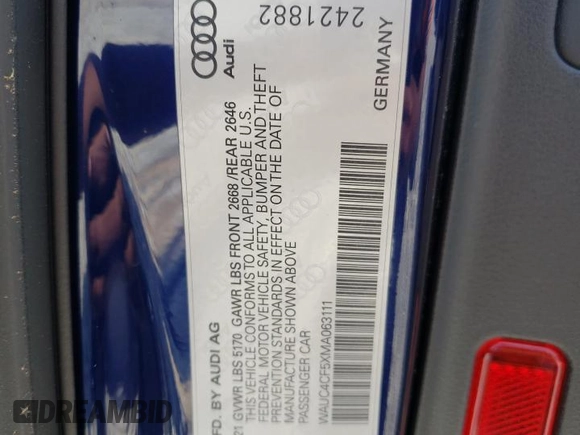 Audi
2421882
MFD. BY AUDI AG
GERMANY
21 GVWR LBS 5170 GAWR LBS FRONT 2668/REAR 2646
THIS VEHICLE CONFORMS TO ALL APPLICABLE U.S.
FEDERAL MOTOR VEHICLE SAFETY, BUMPER AND THEFT
PREVENTION STANDARDS IN EFFECT ON THE DATE OF
MANUFACTURE SHOWN ABOVE
PASSENGER CAR
WAUC4CF5XMA063111
DREAMERCAR